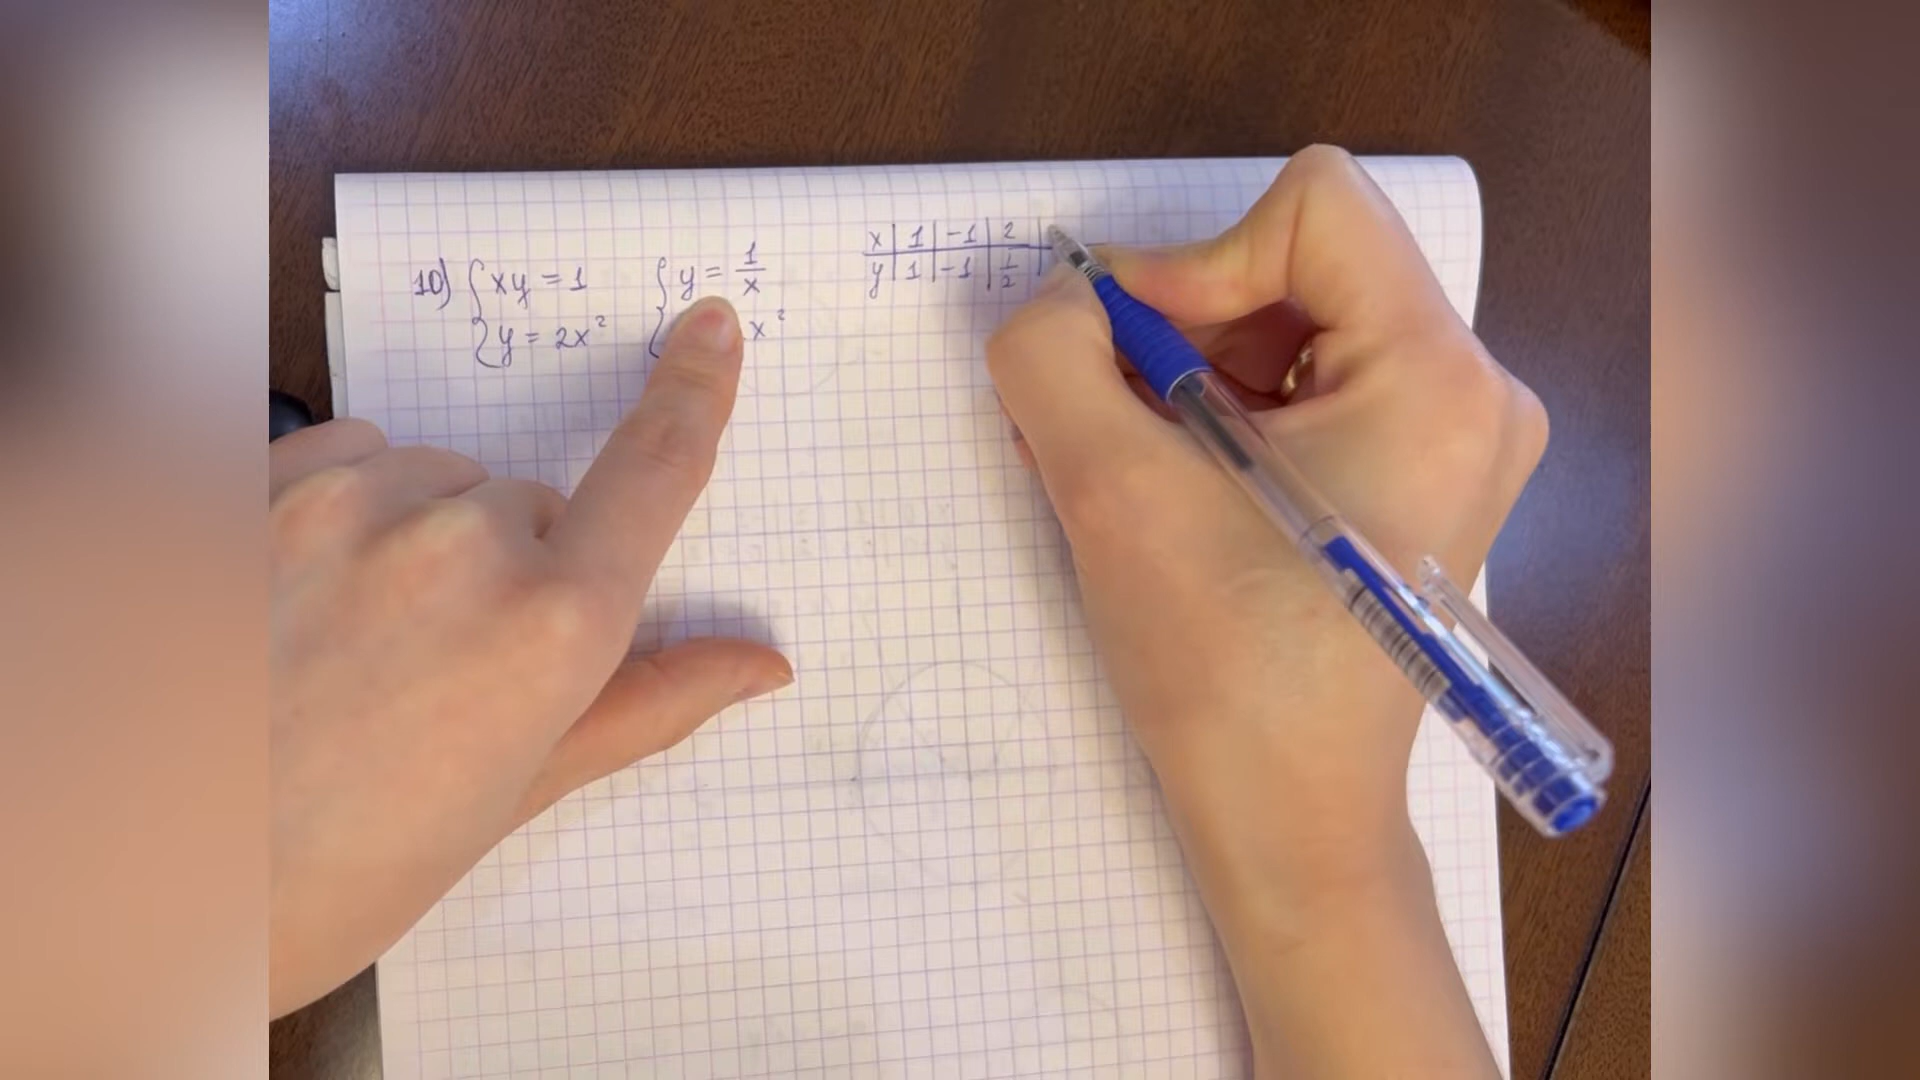 10) { xy = 1 { y = 1/x
{ y = 2x² { x²
x | 1 | -1 | 2 |
y | 1 | -1 | 1/2 |